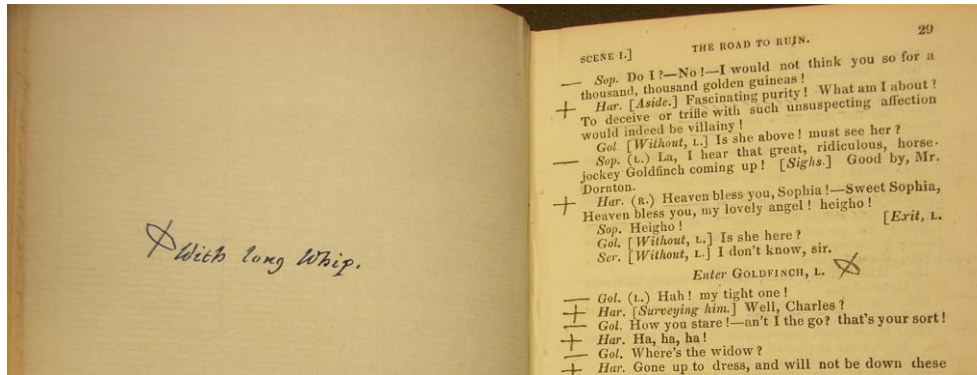 With long Whip.
SCENE I.] THE ROAD TO RUIN. 29
Sop. Do I?—No!—I would not think you so for a
thousand, thousand golden guineas!
Har. [Aside.] Fascinating purity! What am I about?
To deceive or trifle with such unsuspecting affection
would indeed be villainy!
Gol. [Without, L.] Is she above! must see her?
Sop. (L.) La, I hear that great, ridiculous, horse-
jockey Goldfinch coming up! [Sighs.] Good by, Mr.
Dornton.
Har. (R.) Heaven bless you, Sophia!—Sweet Sophia,
Heaven bless you, my lovely angel! heigho!
[Exit, L.
Sop. Heigho!
Gol. [Without, L.] Is she here?
Ser. [Without, L.] I don't know, sir.
Enter GOLDFINCH, L.
Gol. (L.) Hah! my tight one!
Har. [Surveying him.] Well, Charles?
Gol. How you stare!—an't I the go? that's your sort!
Har. Ha, ha, ha!
Gol. Where's the widow?
Har. Gone up to dress, and will not be down these